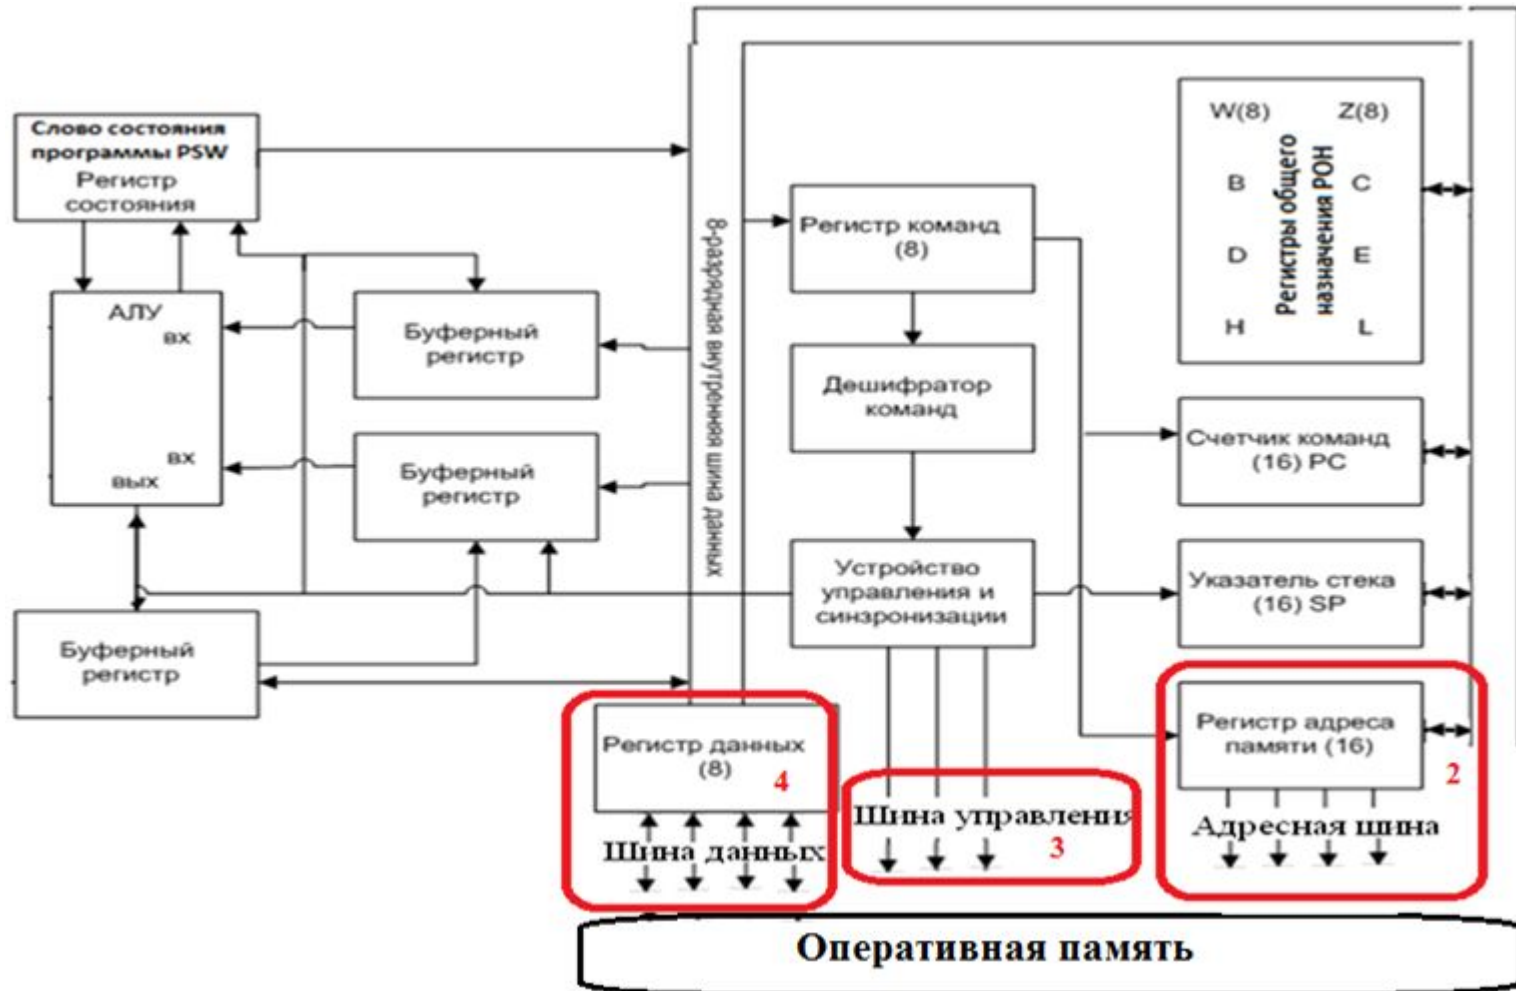 Слово состояния
программы PSW
Регистр
состояния
АЛУ
вх
вх
вых
Буферный
регистр
Буферный
регистр
Буферный
регистр
8-разрядная внутренняя шина данных
Регистр команд
(8)
Дешифратор
команд
Устройство
управления и
синзронизации
W(8) Z(8)
B C
D E
H L
Регистры общего
назначения РОН
Счетчик команд
(16) PC
Указатель стека
(16) SP
Регистр адреса
памяти (16)
2
Адресная шина
Регистр данных
(8)
4
Шина данных
Шина управления
3
Оперативная память